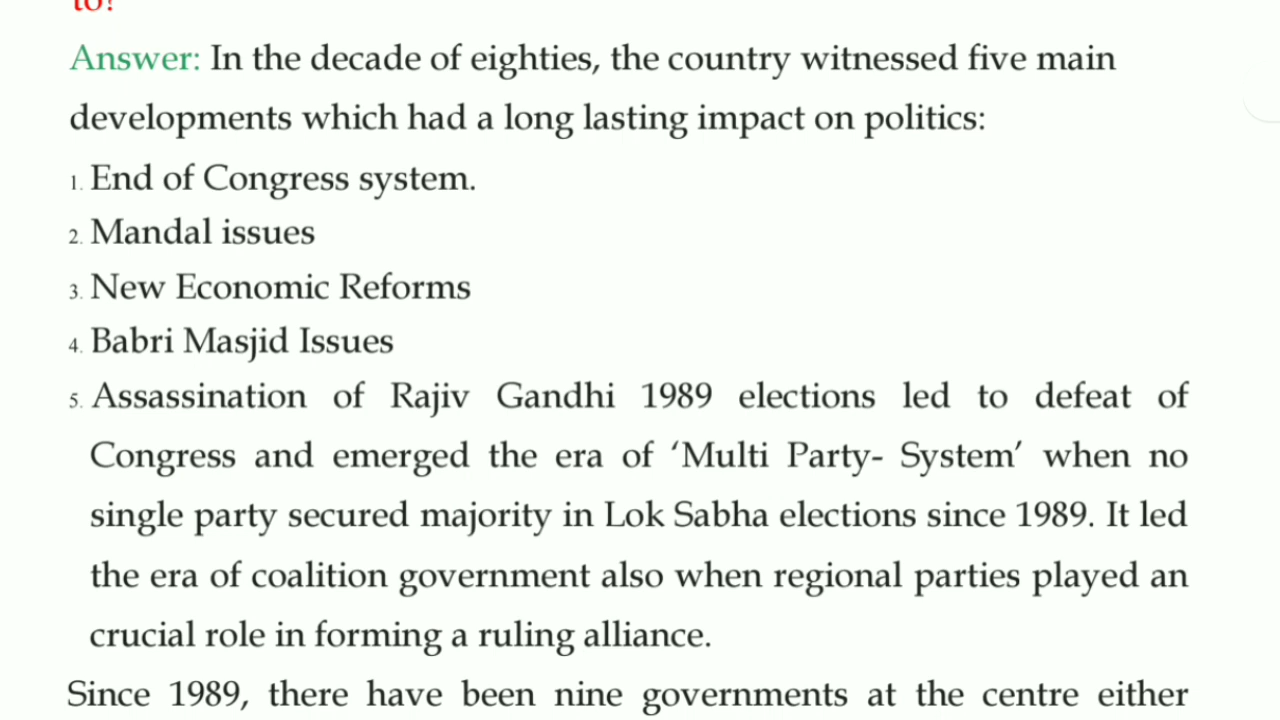 to?
Answer: In the decade of eighties, the country witnessed five main
developments which had a long lasting impact on politics:
1. End of Congress system.
2. Mandal issues
3. New Economic Reforms
4. Babri Masjid Issues
5. Assassination of Rajiv Gandhi 1989 elections led to defeat of
Congress and emerged the era of ‘Multi Party- System’ when no
single party secured majority in Lok Sabha elections since 1989. It led
the era of coalition government also when regional parties played an
crucial role in forming a ruling alliance.
Since 1989, there have been nine governments at the centre either